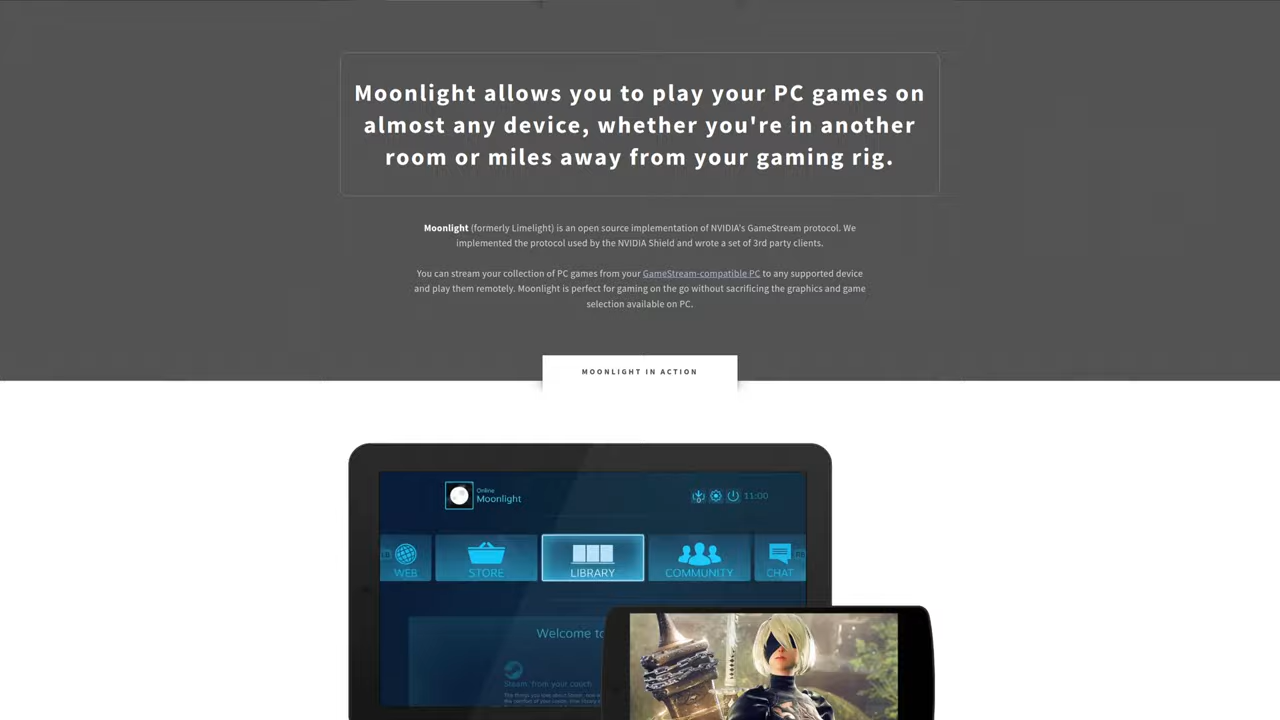 Moonlight allows you to play your PC games on
almost any device, whether you're in another
room or miles away from your gaming rig.
Moonlight (formerly Limelight) is an open source implementation of NVIDIA's GameStream protocol. We
implemented the protocol used by the NVIDIA Shield and wrote a set of 3rd party clients.
You can stream your collection of PC games from your GameStream-compatible PC to any supported device
and play them remotely. Moonlight is perfect for gaming on the go without sacrificing the graphics and game
selection available on PC.
MOONLIGHT IN ACTION
Online
Moonlight
11:00
LB
WEB
STORE
LIBRARY
COMMUNITY
CHAT
Welcome to
Steam, from your couch